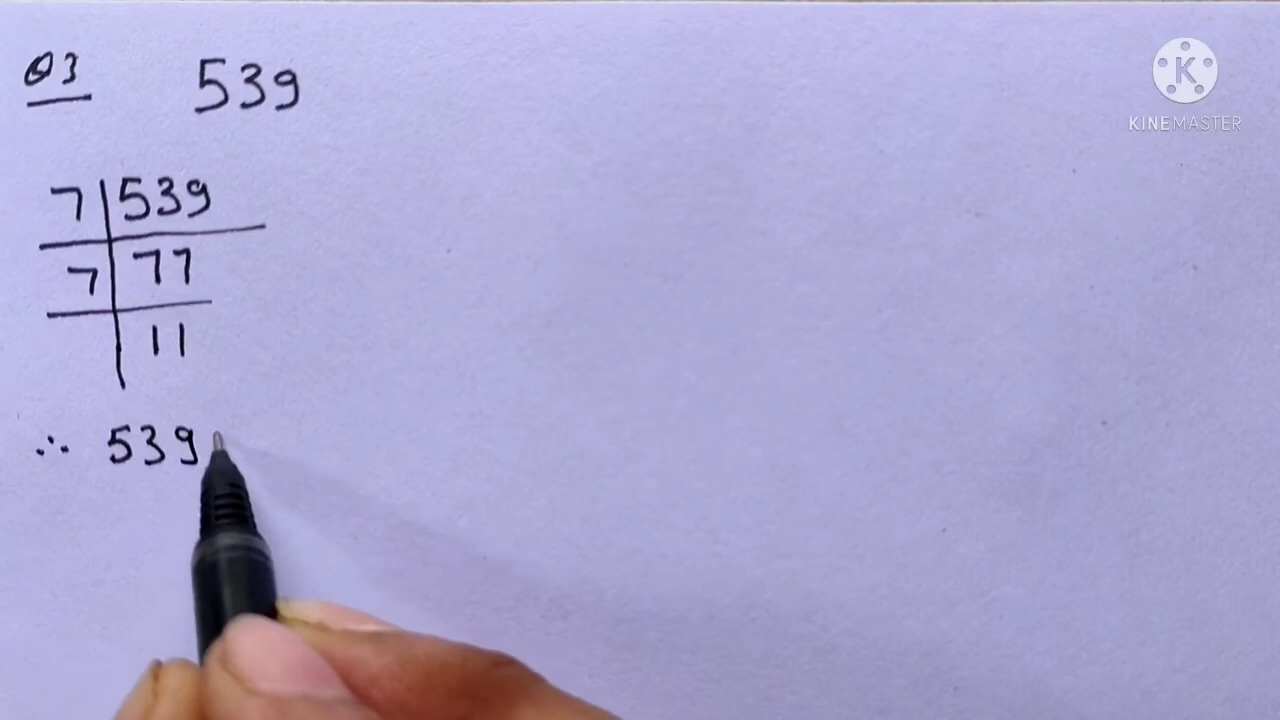 Q3 539
7 539
7 77
11
∴ 539
K
KINEMASTER